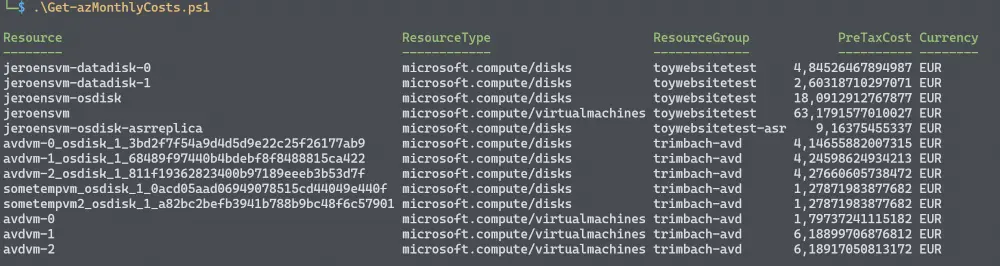 └─$ .\Get-azMonthlyCosts.ps1
Resource ResourceType ResourceGroup PreTaxCost Currency
-------- ------------ ------------- ----------- --------
jeroensvm-datadisk-0 microsoft.compute/disks toywebsitetest 4,84526467894987 EUR
jeroensvm-datadisk-1 microsoft.compute/disks toywebsitetest 2,60318710297071 EUR
jeroensvm-osdisk microsoft.compute/disks toywebsitetest 18,0912912767877 EUR
jeroensvm microsoft.compute/virtualmachines toywebsitetest 63,1791577010027 EUR
jeroensvm-osdisk-asrreplica microsoft.compute/disks toywebsitetest-asr 9,16375455337 EUR
avdvm-0_osdisk_1_3bd2f7f54a9d4d5d9e22c25f26177ab9 microsoft.compute/disks trimbach-avd 4,14655882007315 EUR
avdvm-1_osdisk_1_68489f97440b4bdebf8f8488815ca422 microsoft.compute/disks trimbach-avd 4,24598624934213 EUR
avdvm-2_osdisk_1_811f19362823400b97189eeeb3b53d7f microsoft.compute/disks trimbach-avd 4,27660605738472 EUR
sometempvm_osdisk_1_0acd05aad06949078515cd44049e440f microsoft.compute/disks trimbach-avd 1,27871983877682 EUR
sometempvm2_osdisk_1_a82bc2befb3941b788b9bc48f6c57901 microsoft.compute/disks trimbach-avd 1,27871983877682 EUR
avdvm-0 microsoft.compute/virtualmachines trimbach-avd 1,79737241115182 EUR
avdvm-1 microsoft.compute/virtualmachines trimbach-avd 6,18899706876812 EUR
avdvm-2 microsoft.compute/virtualmachines trimbach-avd 6,18917050813172 EUR